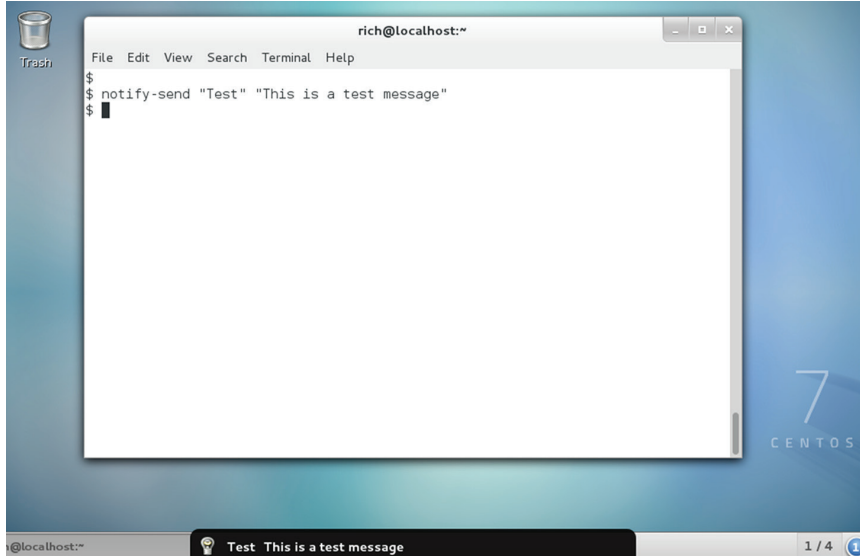 Trash
rich@localhost:~
File Edit View Search Terminal Help
$
$ notify-send "Test" "This is a test message"
$
7
CENTOS
@localhost:~
Test This is a test message
1 / 4